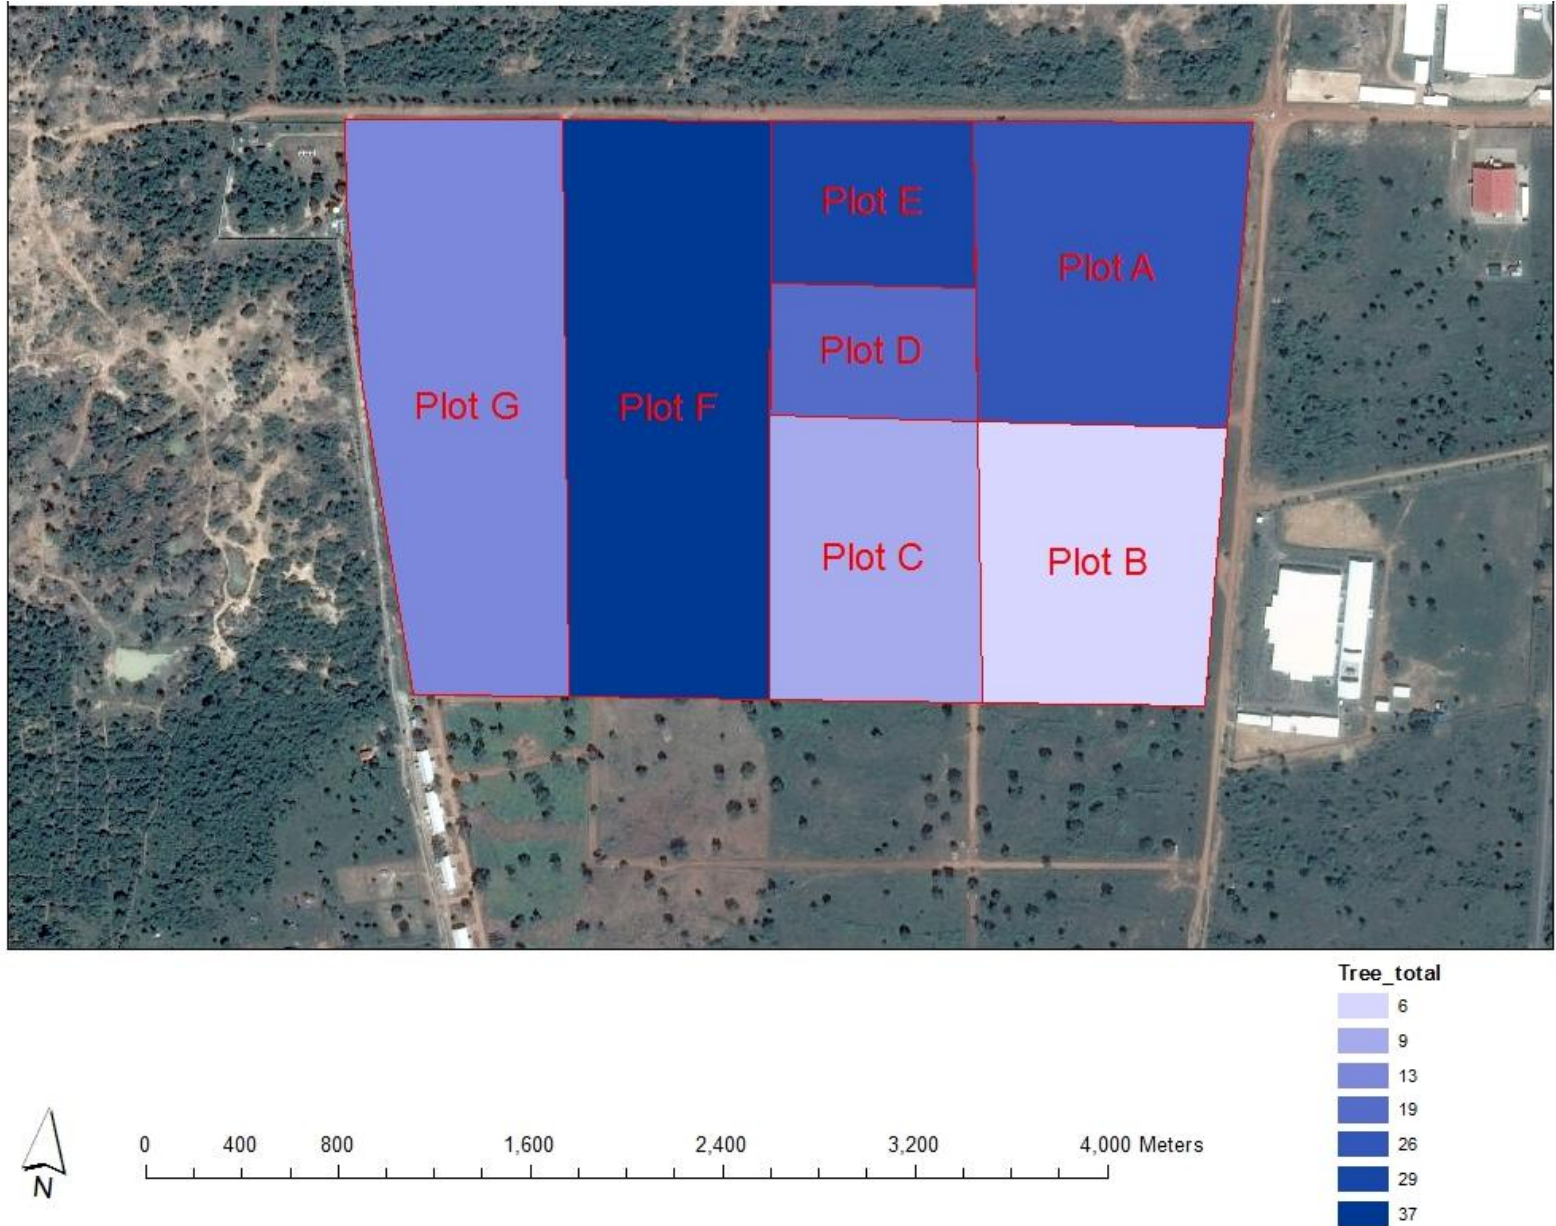 Plot E
Plot A
Plot D
Plot G
Plot F
Plot C
Plot B
Tree_total
6
9
13
19
26
29
37
0 400 800 1,600 2,400 3,200 4,000 Meters
N